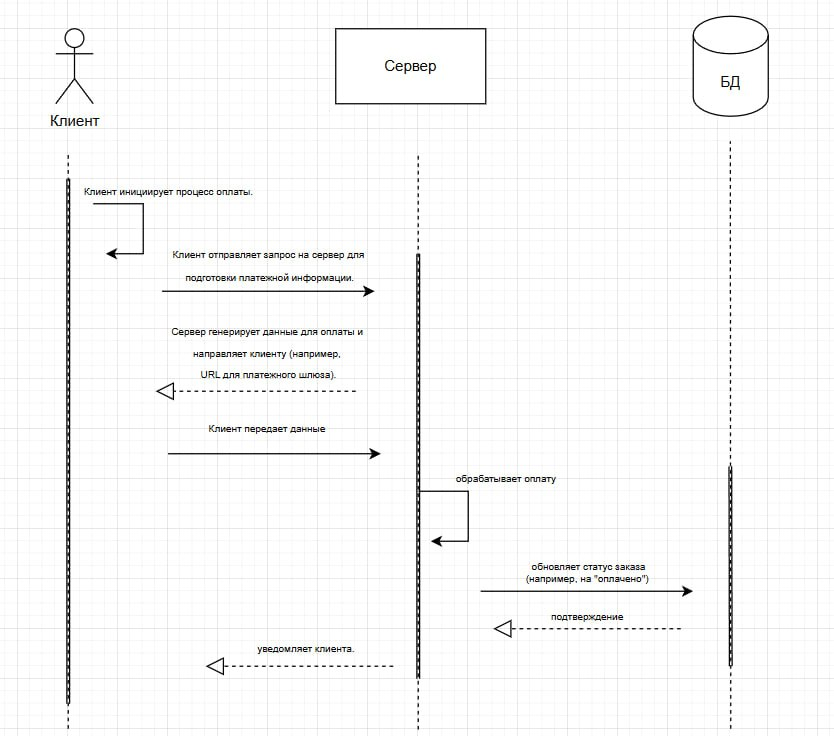 Клиент
Сервер
БД
Клиент инициирует процесс оплаты.
Клиент отправляет запрос на сервер для
подготовки платежной информации.
Сервер генерирует данные для оплаты и
направляет клиенту (например,
URL для платежного шлюза).
Клиент передает данные
обрабатывает оплату
обновляет статус заказа
(например, на "оплачено")
подтверждение
уведомляет клиента.